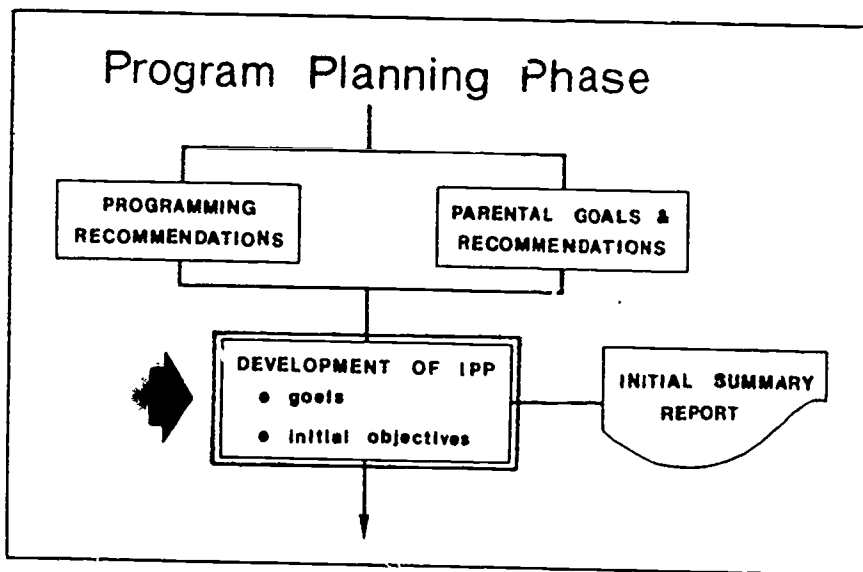 Program Planning Phase
PROGRAMMING
RECOMMENDATIONS
PARENTAL GOALS &
RECOMMENDATIONS
DEVELOPMENT OF IPP
• goals
• initial objectives
INITIAL SUMMARY
REPORT